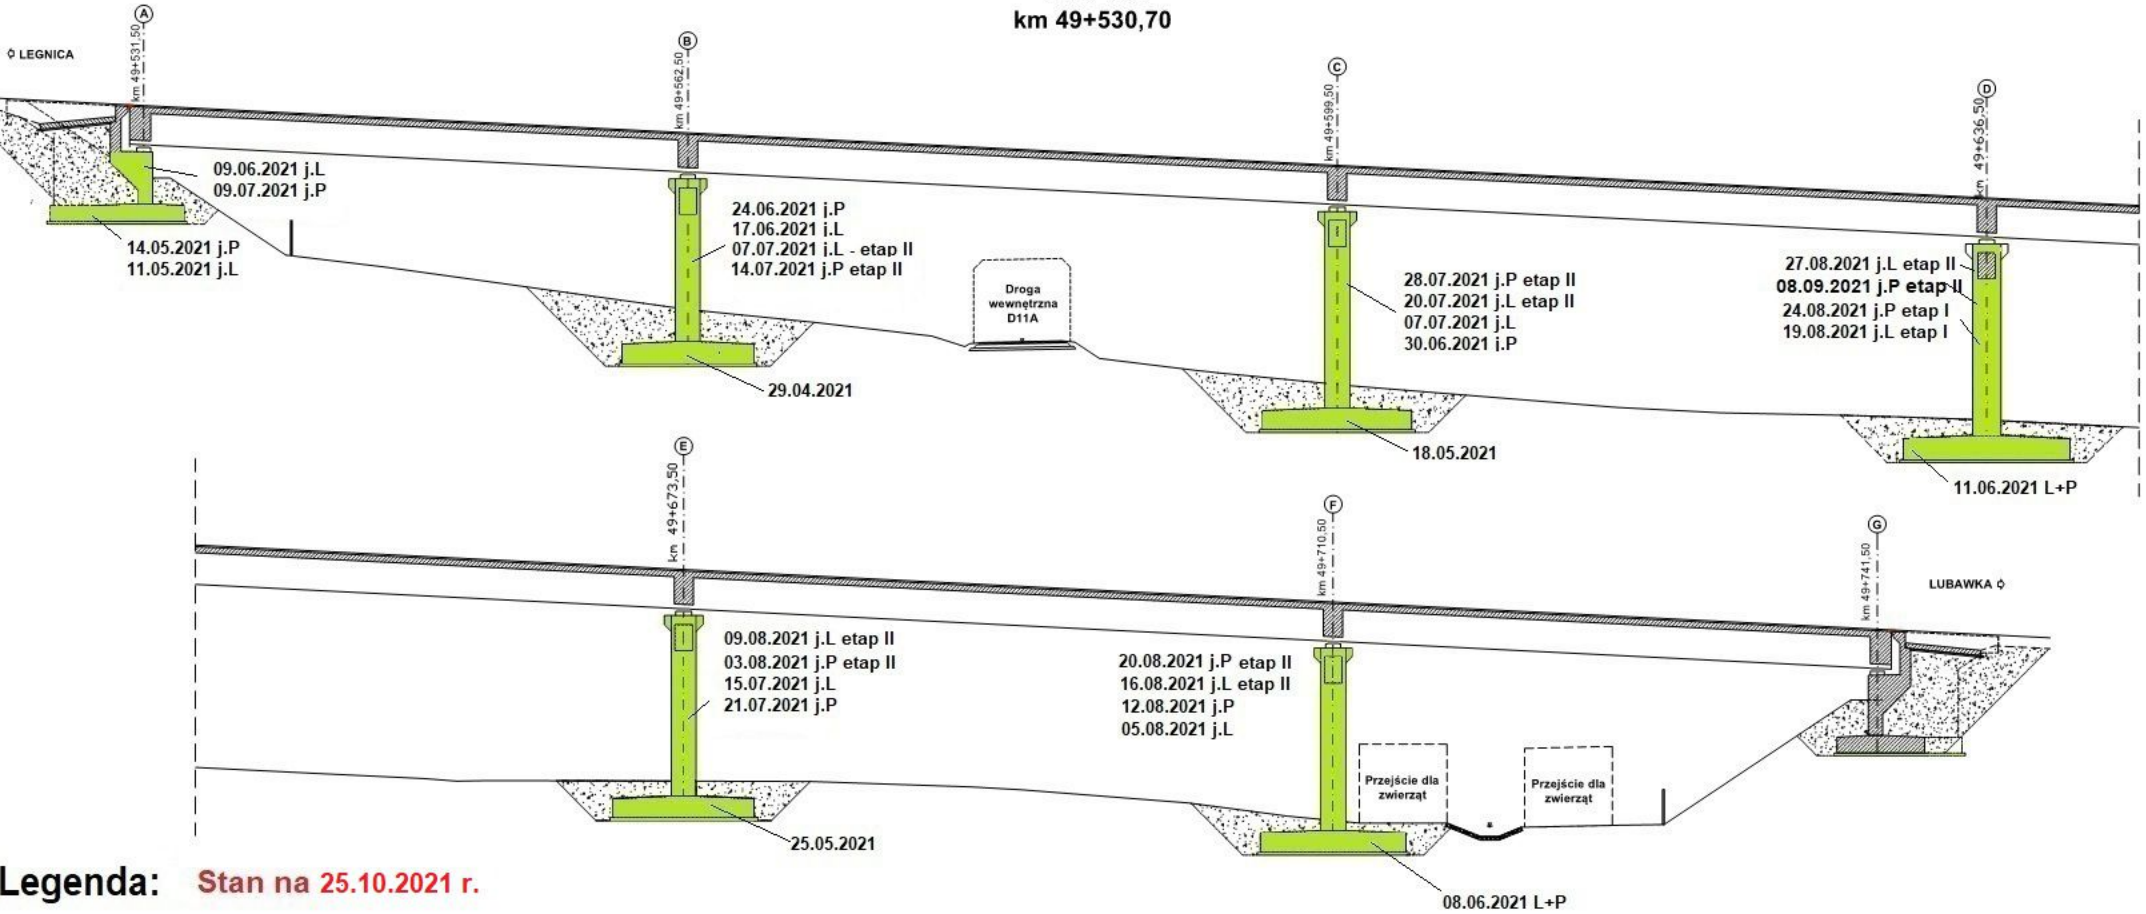 km 49+530,70
LEGNICA
A
km 49+531,50
B
km 49+562,50
C
km 49+599,50
D
km 49+636,50
09.06.2021 j.L
09.07.2021 j.P
14.05.2021 j.P
11.05.2021 j.L
24.06.2021 j.P
17.06.2021 j.L
07.07.2021 j.L - etap II
14.07.2021 j.P etap II
29.04.2021
Droga
wewnętrzna
D11A
28.07.2021 j.P etap II
20.07.2021 j.L etap II
07.07.2021 j.L
30.06.2021 j.P
18.05.2021
27.08.2021 j.L etap II
08.09.2021 j.P etap II
24.08.2021 j.P etap I
19.08.2021 j.L etap I
11.06.2021 L+P
E
km 49+673,50
F
km 49+710,50
G
km 49+741,50
LUBAWKA
09.08.2021 j.L etap II
03.08.2021 j.P etap II
15.07.2021 j.L
21.07.2021 j.P
25.05.2021
20.08.2021 j.P etap II
16.08.2021 j.L etap II
12.08.2021 j.P
05.08.2021 j.L
Przejście dla
zwierząt
Przejście dla
zwierząt
08.06.2021 L+P
Legenda: Stan na 25.10.2021 r.